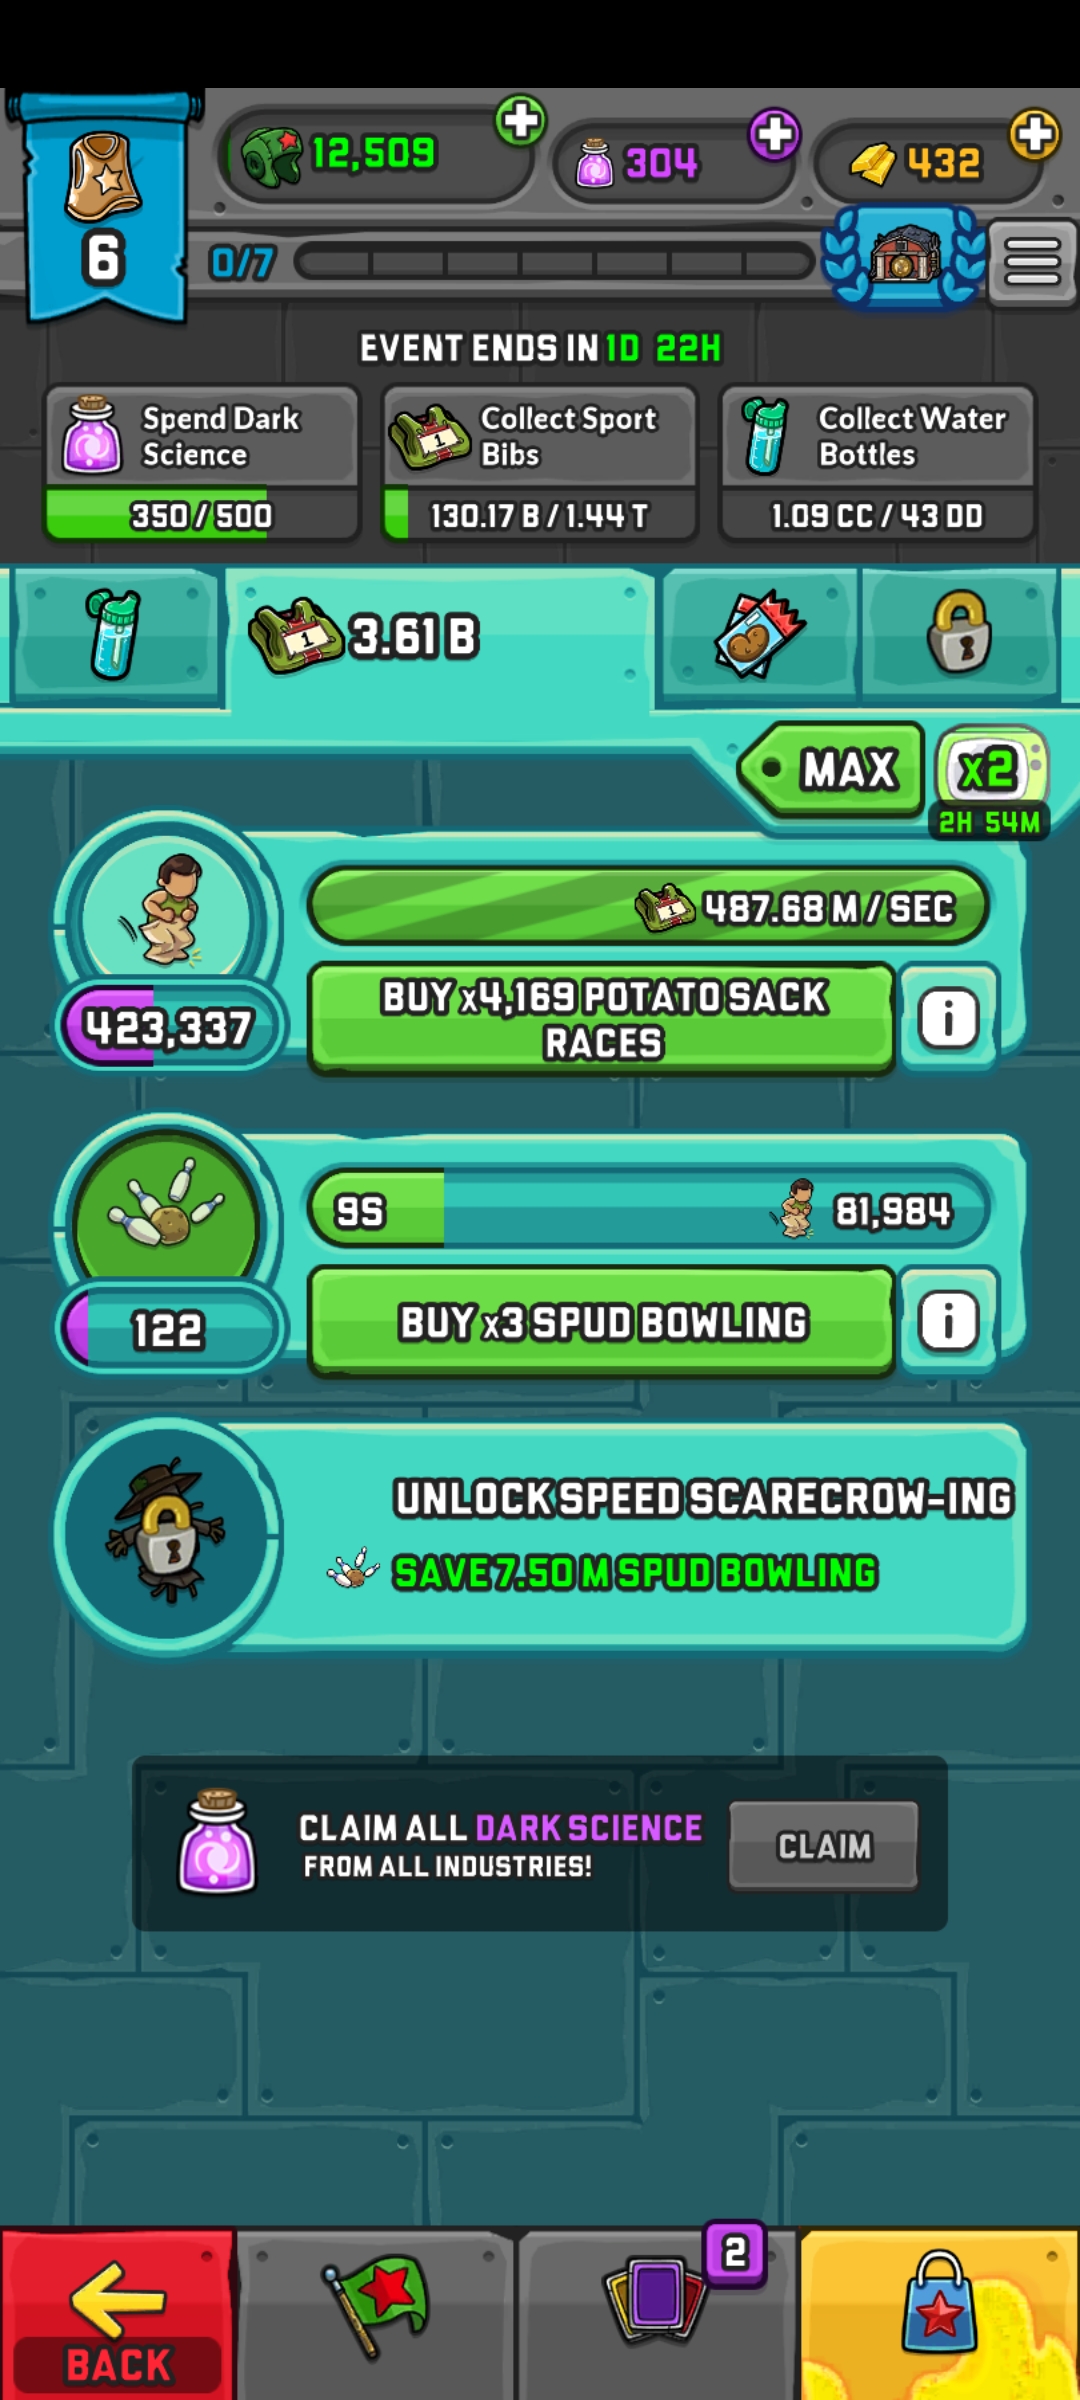 12,509
304
432
6
0/7
EVENT ENDS IN 1D 22H
Spend Dark
Science
350/500
Collect Sport
Bibs
130.17 B / 1.44 T
Collect Water
Bottles
1.09 CC / 43 DD
1
3.61 B
MAX
x2
2H 54M
487.68 M / SEC
423,337
BUY x4,169 POTATO SACK
RACES
i
9S
81,984
122
BUY x3 SPUD BOWLING
i
UNLOCK SPEED SCARECROW-ING
SAVE 7.50 M SPUD BOWLING
CLAIM ALL DARK SCIENCE
FROM ALL INDUSTRIES!
CLAIM
BACK
2